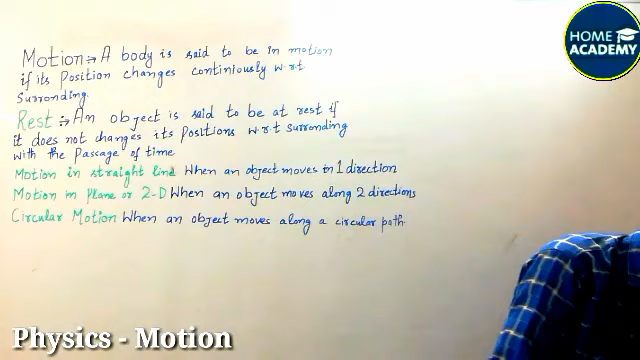 HOME
ACADEMY
Motion :→ A body is said to be in motion
if its Position changes continiously w r t
Surronding.
Rest :→ An object is said to be at rest if
it does not changes its positions w r t surronding
with the Passage of time
Motion in straight line When an object moves in 1 direction
Motion in plane or 2-D When an object moves along 2 directions
Circular Motion When an object moves along a circular path.
Physics - Motion